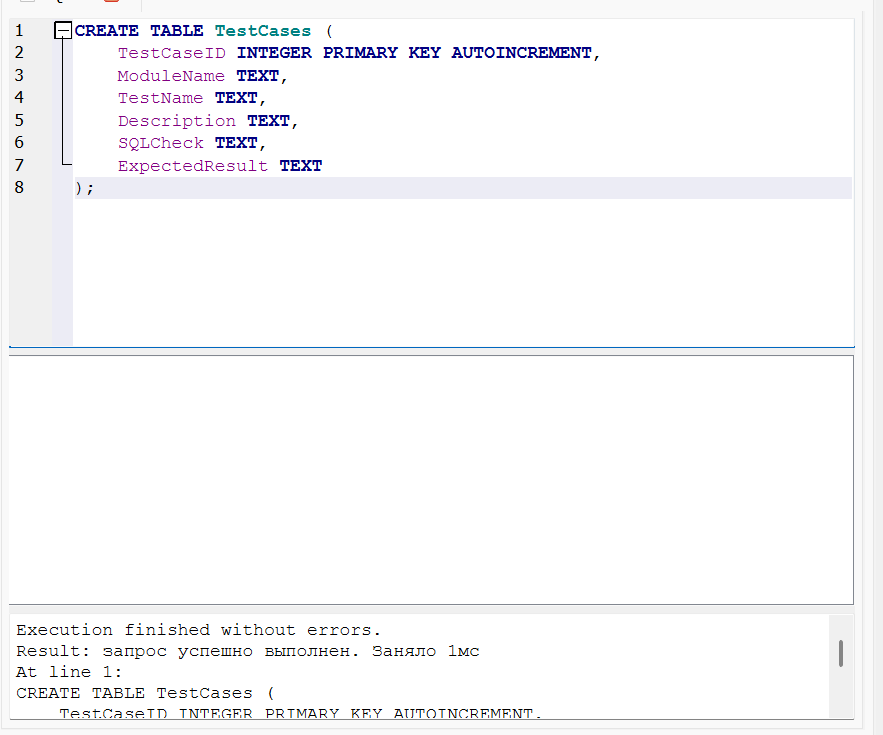 1 CREATE TABLE TestCases (
2 TestCaseID INTEGER PRIMARY KEY AUTOINCREMENT,
3 ModuleName TEXT,
4 TestName TEXT,
5 Description TEXT,
6 SQLCheck TEXT,
7 ExpectedResult TEXT
8 );
Execution finished without errors.
Result: запрос успешно выполнен. Заняло 1мс
At line 1:
CREATE TABLE TestCases (
TestCaseID INTEGER PRIMARY KEY AUTOINCREMENT,